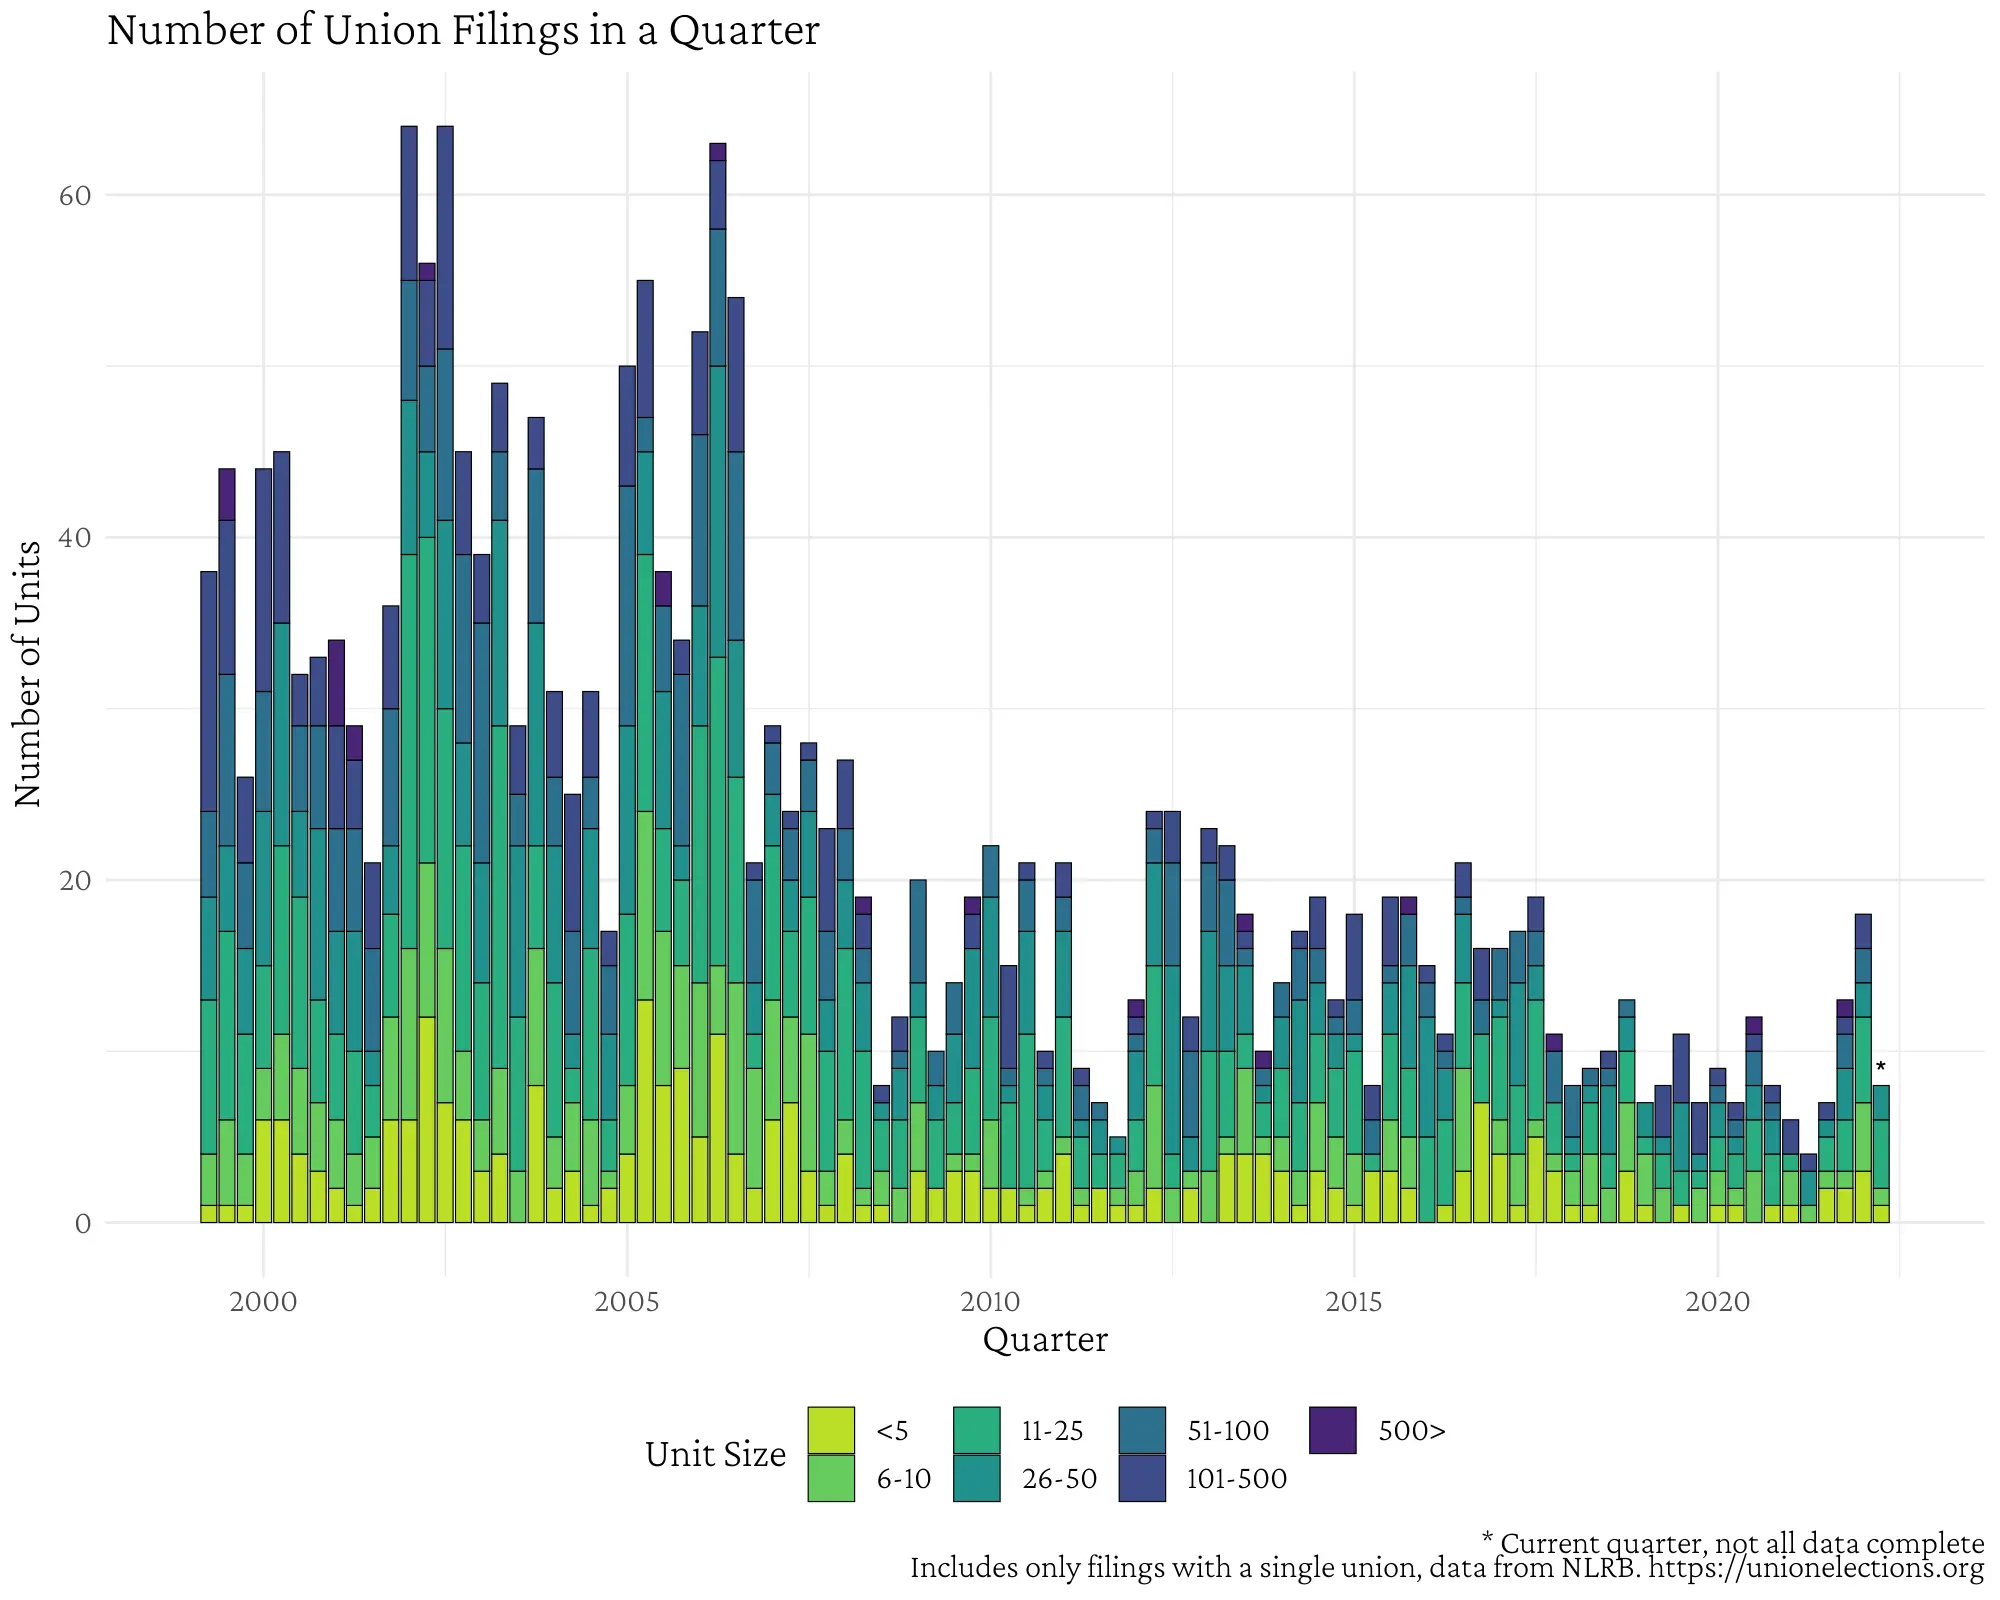 Number of Union Filings in a Quarter
Number of Units
60
40
20
0
*
2000 2005 2010 2015 2020
Quarter
Unit Size
<5 11-25 51-100 500>
6-10 26-50 101-500
* Current quarter, not all data complete
Includes only filings with a single union, data from NLRB. https://unionelections.org